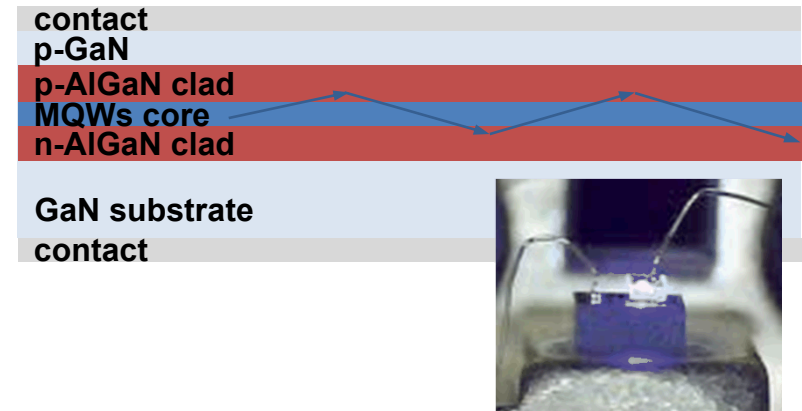 contact
p-GaN
p-AlGaN clad
MQWs core
n-AlGaN clad
GaN substrate
contact